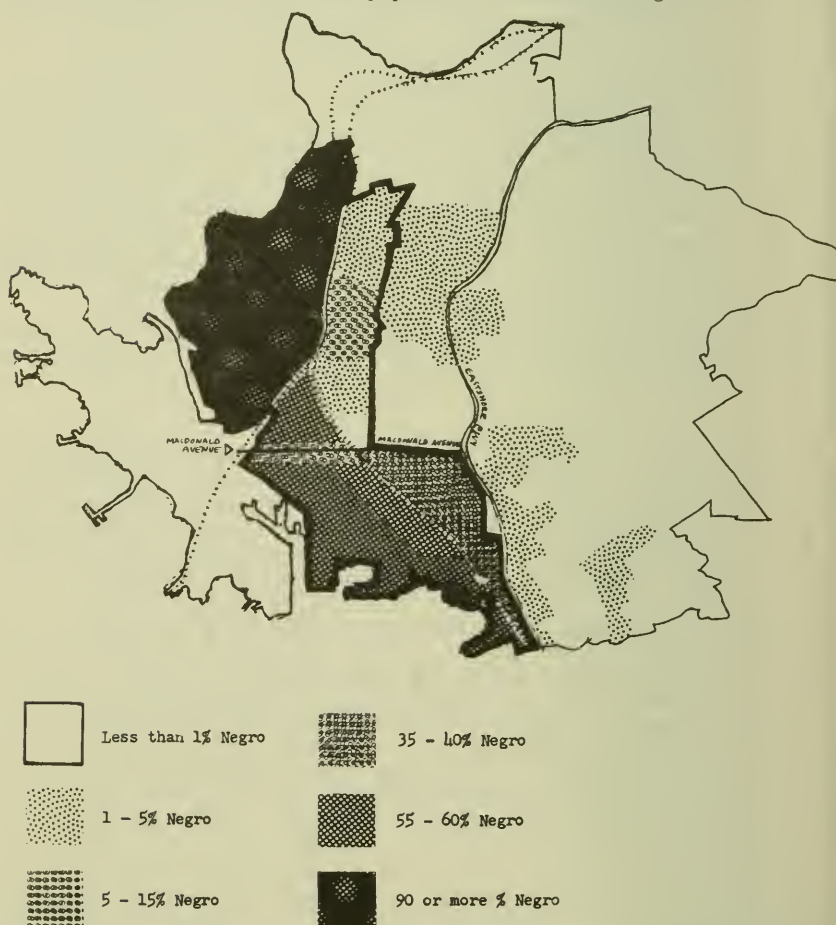 MACDONALD
AVENUE
MACDONALD AVENUE
EASTSHORE HWY
Less than 1% Negro
35 - 40% Negro
1 - 5% Negro
55 - 60% Negro
5 - 15% Negro
90 or more % Negro